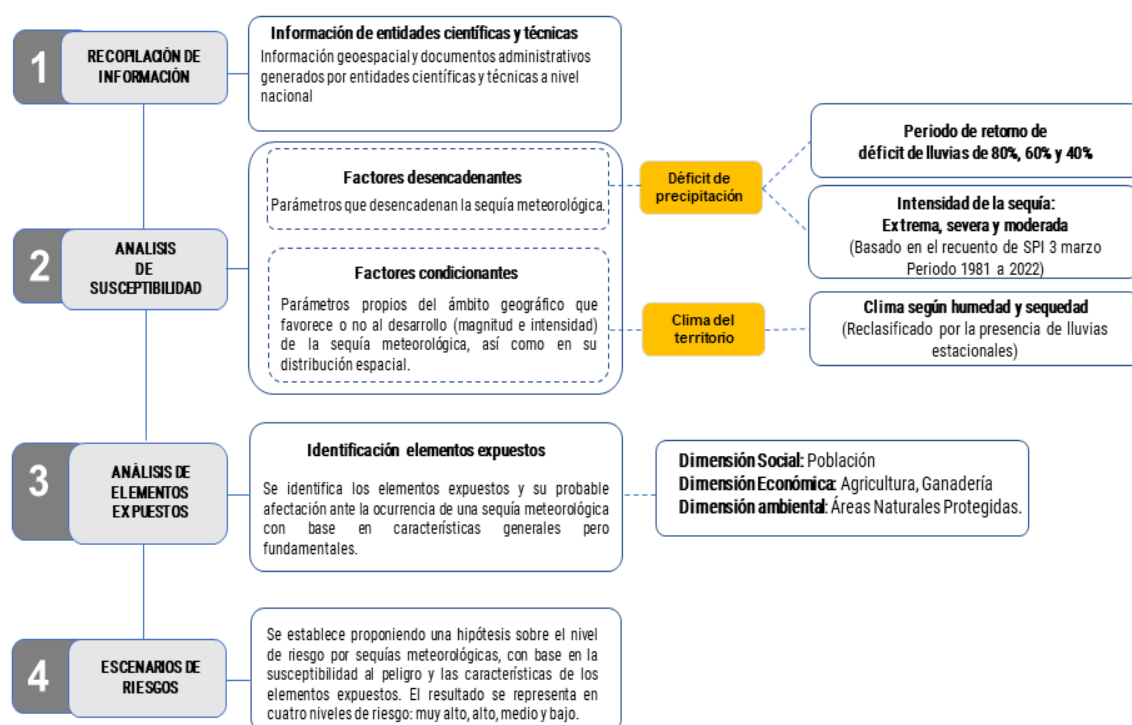 1
RECOPILACIÓN DE
INFORMACIÓN
Información de entidades científicas y técnicas
Información geoespacial y documentos administrativos
generados por entidades científicas y técnicas a nivel
nacional
2
ANALISIS
DE
SUSCEPTIBILIDAD
Factores desencadenantes
Parámetros que desencadenan la sequía meteorológica.
Déficit de
precipitación
Periodo de retorno de
déficit de lluvias de 80%, 60% y 40%
Intensidad de la sequía:
Extrema, severa y moderada
(Basado en el recuento de SPI 3 marzo
Periodo 1981 a 2022)
Factores condicionantes
Parámetros propios del ámbito geográfico que
favorece o no al desarrollo (magnitud e intensidad)
de la sequía meteorológica, así como en su
distribución espacial.
Clima del
territorio
Clima según humedad y sequedad
(Reclasificado por la presencia de lluvias
estacionales)
3
ANÁLISIS DE
ELEMENTOS
EXPUESTOS
Identificación elementos expuestos
Se identifica los elementos expuestos y su probable
afectación ante la ocurrencia de una sequía meteorológica
con base en características generales pero
fundamentales.
Dimensión Social: Población
Dimensión Económica: Agricultura, Ganadería
Dimensión ambiental: Áreas Naturales Protegidas.
4
ESCENARIOS DE
RIESGOS
Se establece proponiendo una hipótesis sobre el nivel
de riesgo por sequías meteorológicas, con base en la
susceptibilidad al peligro y las características de los
elementos expuestos. El resultado se representa en
cuatro niveles de riesgo: muy alto, alto, medio y bajo.